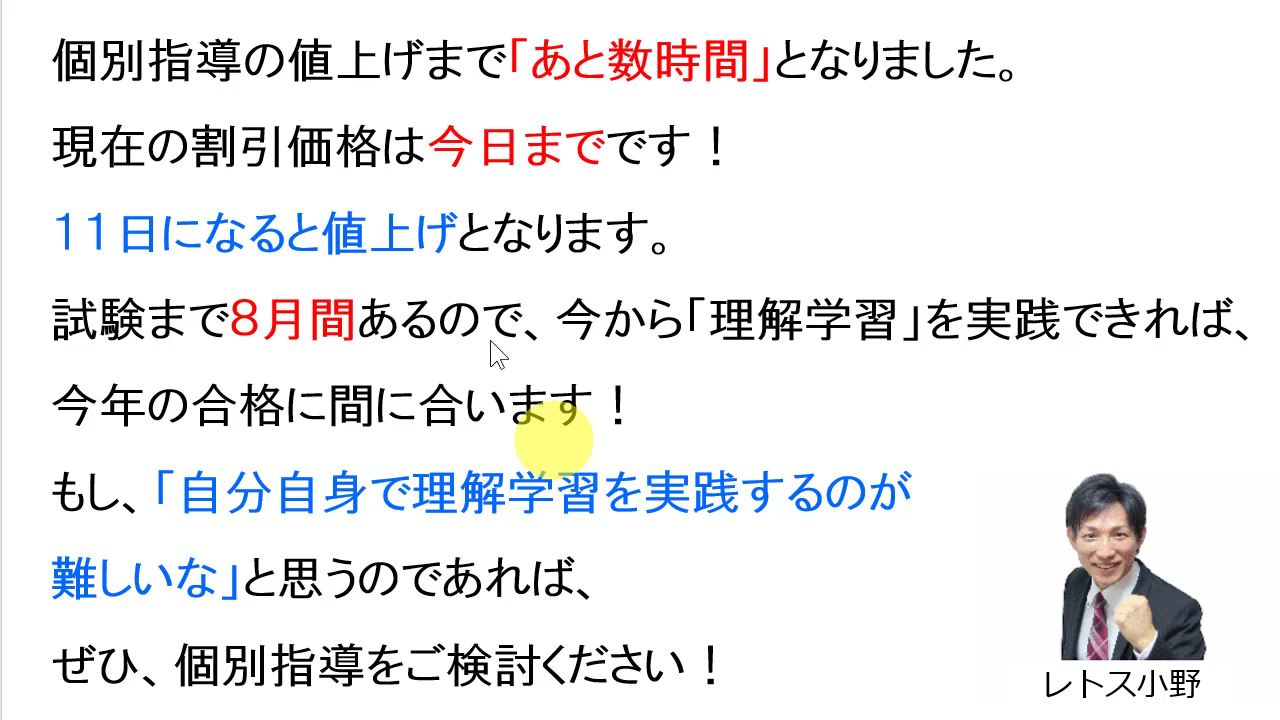 個別指導の値上げまで「あと数時間」となりました。
現在の割引価格は今日までです！
１１日になると値上げとなります。
試験まで８月間あるので、今から「理解学習」を実践できれば、
今年の合格に間に合います！
もし、「自分自身で理解学習を実践するのが
難しいな」と思うのであれば、
ぜひ、個別指導をご検討ください！
レトス小野